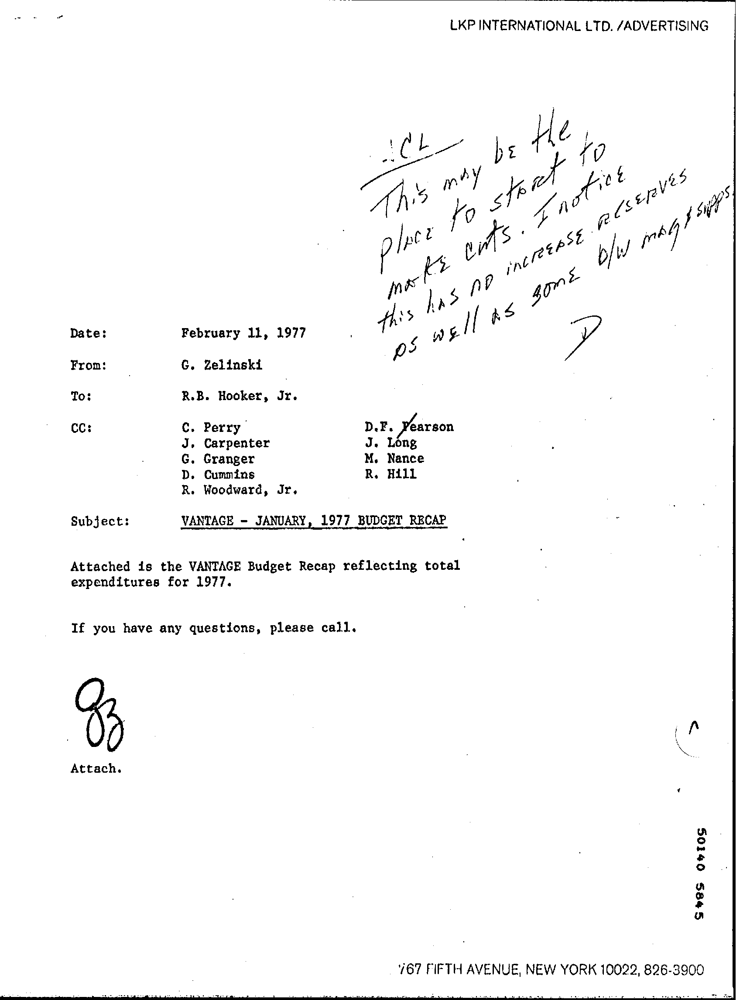 LKP INTERNATIONAL LTD. /ADVERTISING
JCL
This may be the
place to start to
make cuts. I notice
this has no increase reserves
as well as some b/w mag & supps.
D
Date: February 11, 1977
From: G. Zelinski
To: R.B. Hooker, Jr.
CC: C. Perry D.F. Pearson
J. Carpenter J. Long
G. Granger M. Nance
D. Cummins R. Hill
R. Woodward, Jr.
Subject: VANTAGE - JANUARY, 1977 BUDGET RECAP
Attached is the VANTAGE Budget Recap reflecting total
expenditures for 1977.
If you have any questions, please call.
gz
Attach.
50140 5845
767 FIFTH AVENUE, NEW YORK 10022, 826-3900